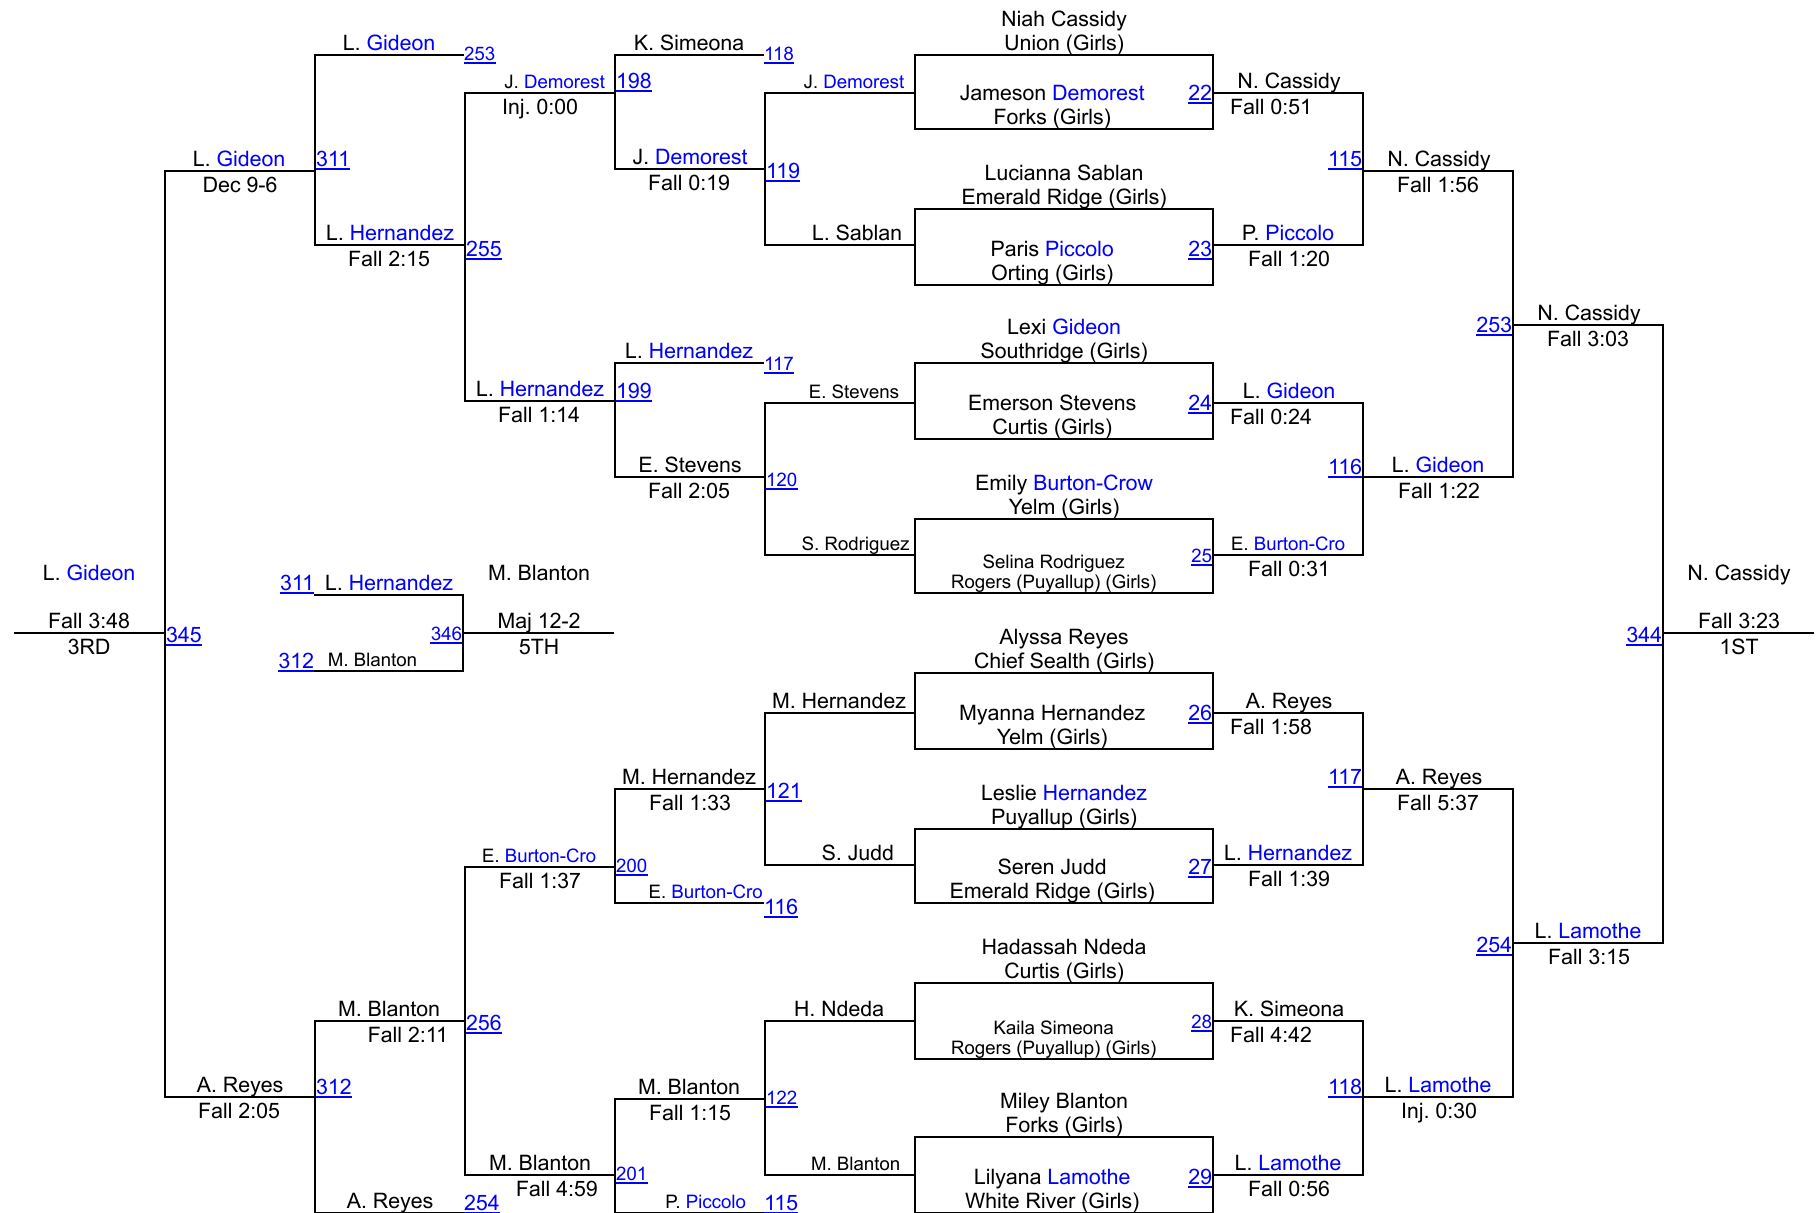 Niah Cassidy
Union (Girls)
L. Gideon
253
K. Simeona
118
J. Demorest
198
Inj. 0:00
J. Demorest
Jameson Demorest
Forks (Girls)
22
N. Cassidy
Fall 0:51
L. Gideon
Dec 9-6
311
J. Demorest
Fall 0:19
119
Lucianna Sablan
Emerald Ridge (Girls)
115
N. Cassidy
Fall 1:56
L. Hernandez
Fall 2:15
255
L. Sablan
Paris Piccolo
Orting (Girls)
23
P. Piccolo
Fall 1:20
Lexi Gideon
Southridge (Girls)
253
N. Cassidy
Fall 3:03
L. Hernandez
117
L. Hernandez
Fall 1:14
199
E. Stevens
Emerson Stevens
Curtis (Girls)
24
L. Gideon
Fall 0:24
E. Stevens
Fall 2:05
120
Emily Burton-Crow
Yelm (Girls)
116
L. Gideon
Fall 1:22
S. Rodriguez
Selina Rodriguez
Rogers (Puyallup) (Girls)
25
E. Burton-Cro
Fall 0:31
L. Gideon
Fall 3:48
3RD
345
311
L. Hernandez
312
M. Blanton
346
M. Blanton
Maj 12-2
5TH
N. Cassidy
Fall 3:23
1ST
344
Alyssa Reyes
Chief Sealth (Girls)
M. Hernandez
Myanna Hernandez
Yelm (Girls)
26
A. Reyes
Fall 1:58
M. Hernandez
Fall 1:33
121
Leslie Hernandez
Puyallup (Girls)
117
A. Reyes
Fall 5:37
E. Burton-Cro
Fall 1:37
200
S. Judd
Seren Judd
Emerald Ridge (Girls)
27
L. Hernandez
Fall 1:39
E. Burton-Cro
116
Hadassah Ndeda
Curtis (Girls)
254
L. Lamothe
Fall 3:15
M. Blanton
Fall 2:11
256
H. Ndeda
Kaila Simeona
Rogers (Puyallup) (Girls)
28
K. Simeona
Fall 4:42
A. Reyes
Fall 2:05
312
M. Blanton
Fall 1:15
122
Miley Blanton
Forks (Girls)
118
L. Lamothe
Inj. 0:30
M. Blanton
Fall 4:59
201
M. Blanton
Lilyana Lamothe
White River (Girls)
29
L. Lamothe
Fall 0:56
A. Reyes
254
P. Piccolo
115